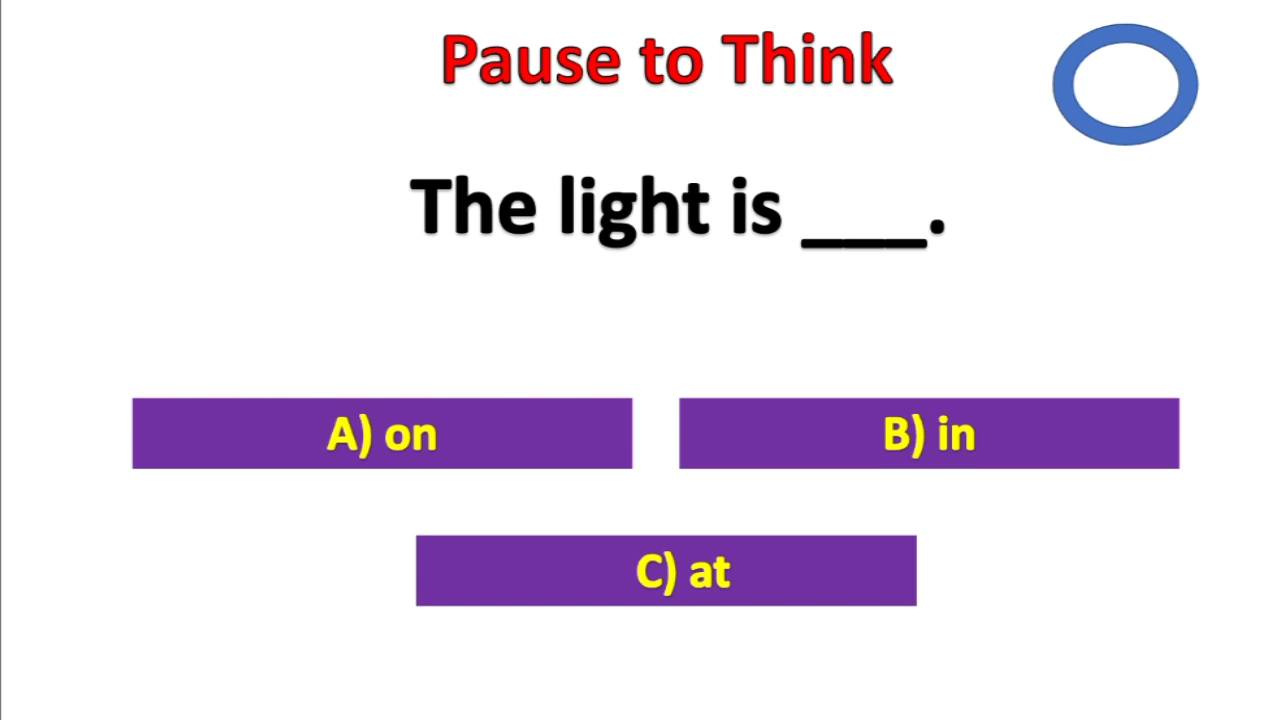 Pause to Think
The light is ___.
A) on
B) in
C) at